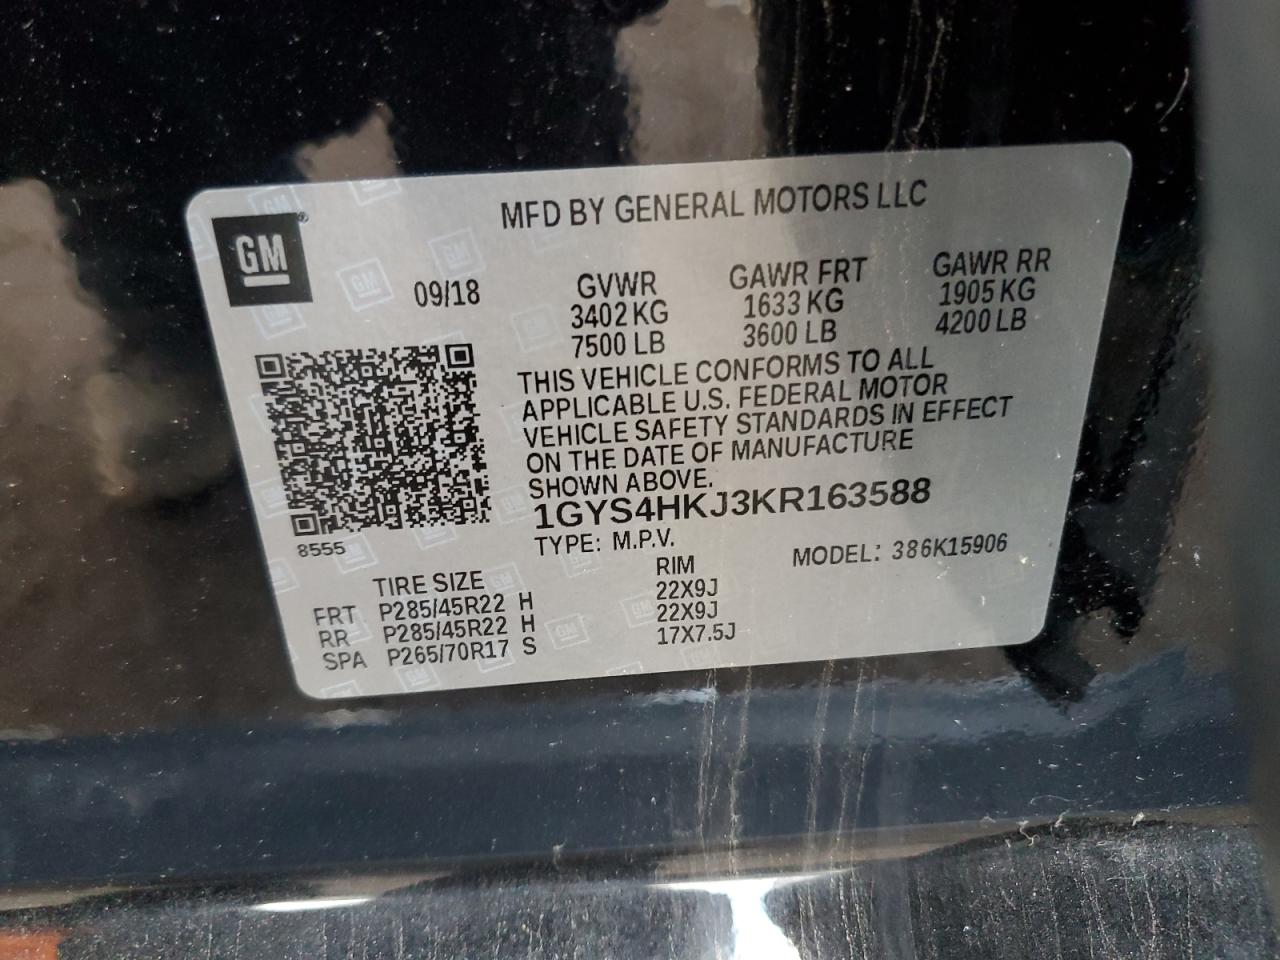 MFD BY GENERAL MOTORS LLC
GM®
09/18
GVWR GAWR FRT GAWR RR
3402 KG 1633 KG 1905 KG
7500 LB 3600 LB 4200 LB
THIS VEHICLE CONFORMS TO ALL
APPLICABLE U.S. FEDERAL MOTOR
VEHICLE SAFETY STANDARDS IN EFFECT
ON THE DATE OF MANUFACTURE
SHOWN ABOVE.
1GYS4HKJ3KR163588
8555
TYPE: M.P.V. MODEL: 386K15906
TIRE SIZE RIM
FRT P285/45R22 H 22X9J
RR P285/45R22 H 22X9J
SPA P265/70R17 S 17X7.5J